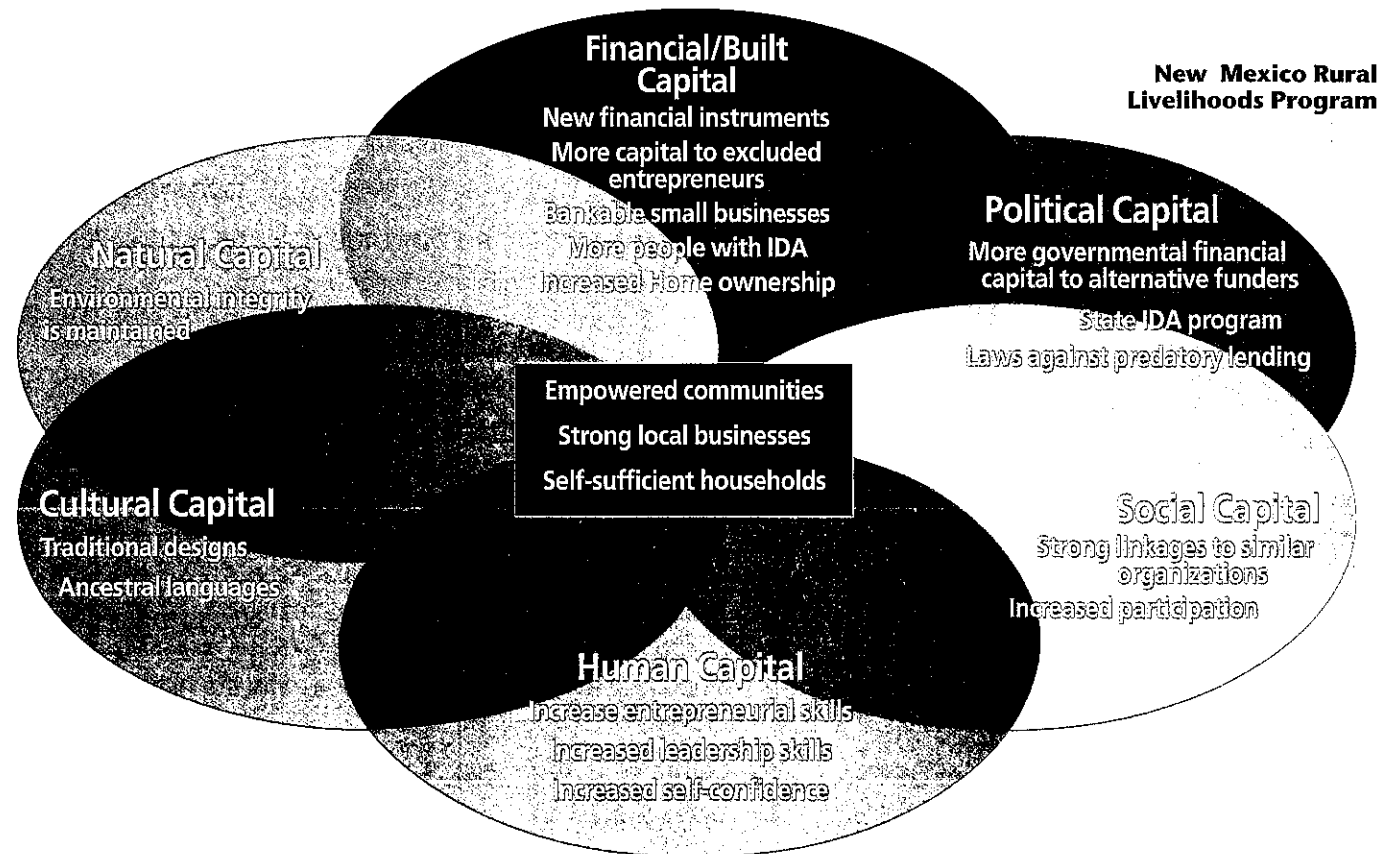 Financial/Built
Capital
New financial instruments
More capital to excluded
entrepreneurs
Bankable small businesses
More people with IDA
Increased Home ownership
New Mexico Rural
Livelihoods Program
Political Capital
More governmental financial
capital to alternative funders
State IDA program
Laws against predatory lending
Natural Capital
Environmental integrity
is maintained
Empowered communities
Strong local businesses
Self-sufficient households
Cultural Capital
Traditional designs
Ancestral languages
Social Capital
Strong linkages to similar
organizations
Increased participation
Human Capital
Increase entrepreneurial skills
Increased leadership skills
Increased self-confidence